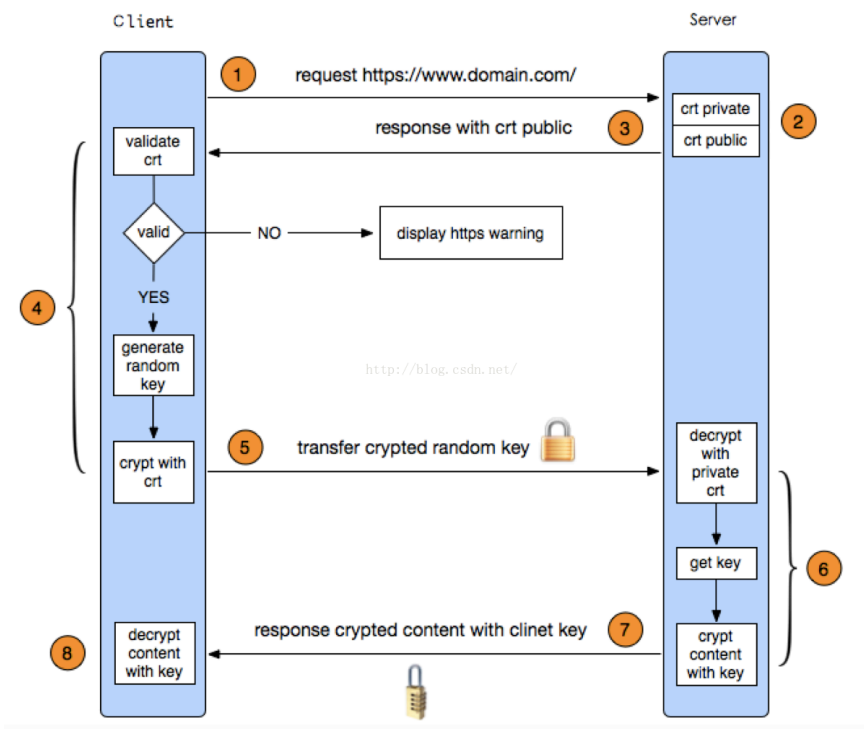 Client
Server
1
request https://www.domain.com/
crt private
2
response with crt public
3
crt public
validate
crt
valid
NO
display https warning
4
YES
generate
random
key
http://blog.csdn.net/
5
transfer crypted random key
crypt with
crt
decrypt
with
private
crt
get key
6
response crypted content with clinet key
7
8
decrypt
content
with key
crypt
content
with key